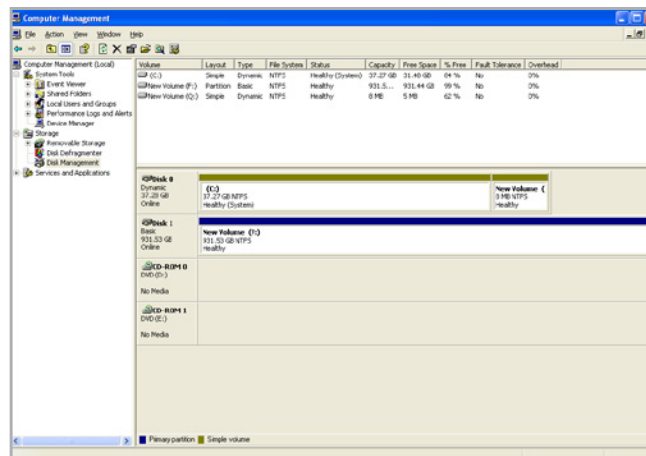 Computer Management
File Action View Window Help
Computer Management (Local)
System Tools
Event Viewer
Shared Folders
Local Users and Groups
Performance Logs and Alerts
Device Manager
Storage
Removable Storage
Disk Defragmenter
Disk Management
Services and Applications
Volume Layout Type File System Status Capacity Free Space % Free Fault Tolerance Overhead
(C:) Simple Dynamic NTFS Healthy (System) 37.27 GB 31.40 GB 84 % No 0%
New Volume (F:) Partition Basic NTFS Healthy 931.5... 931.44 GB 99 % No 0%
New Volume (Q:) Simple Dynamic NTFS Healthy 8 MB 5 MB 62 % No 0%
Disk 0
Dynamic
37.28 GB
Online
(C:)
37.27 GB NTFS
Healthy (System)
New Volume (
8 MB NTFS
Healthy
Disk 1
Basic
931.53 GB
Online
New Volume (F:)
931.53 GB NTFS
Healthy
CD-ROM 0
DVD (D:)
No Media
CD-ROM 1
DVD (E:)
No Media
Primary partition Simple volume